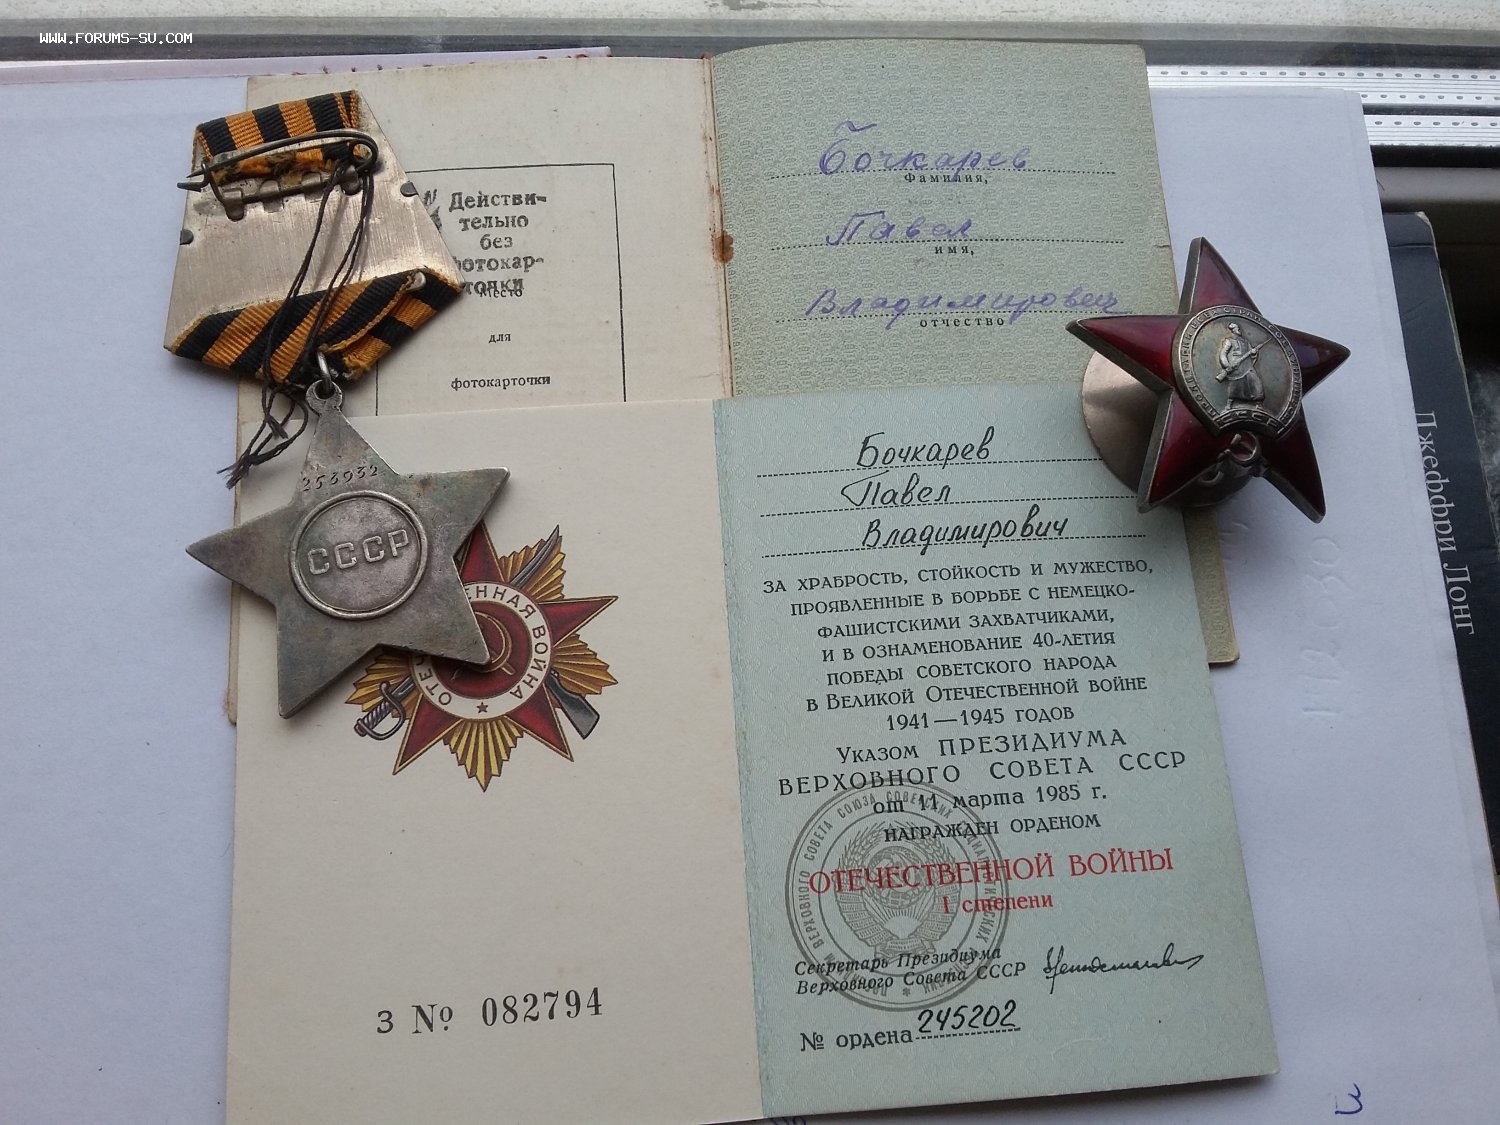 WWW.FORUMS-SU.COM
Действи-
тельно
без
фотокар-
точки
Место
для
фотокарточки
Бочкарев
Фамилия,
Павел
имя,
Владимирович
отчество
253932
СССР
ВЕННАЯ ВОЙНА
ОТЕ
СССР
Джеффри Лонг
Бочкарев
Павел
Владимирович
ЗА ХРАБРОСТЬ, СТОЙКОСТЬ И МУЖЕСТВО,
ПРОЯВЛЕННЫЕ В БОРЬБЕ С НЕМЕЦКО-
ФАШИСТСКИМИ ЗАХВАТЧИКАМИ,
И В ОЗНАМЕНОВАНИЕ 40-ЛЕТИЯ
ПОБЕДЫ СОВЕТСКОГО НАРОДА
В ВЕЛИКОЙ ОТЕЧЕСТВЕННОЙ ВОЙНЕ
1941—1945 ГОДОВ
УКАЗОМ ПРЕЗИДИУМА
ВЕРХОВНОГО СОВЕТА СССР
от 11 марта 1985 г.
НАГРАЖДЕН ОРДЕНОМ
ОТЕЧЕСТВЕННОЙ ВОЙНЫ
I степени
Секретарь Президиума
Верховного Совета СССР
№ ордена 245202
З № 082794